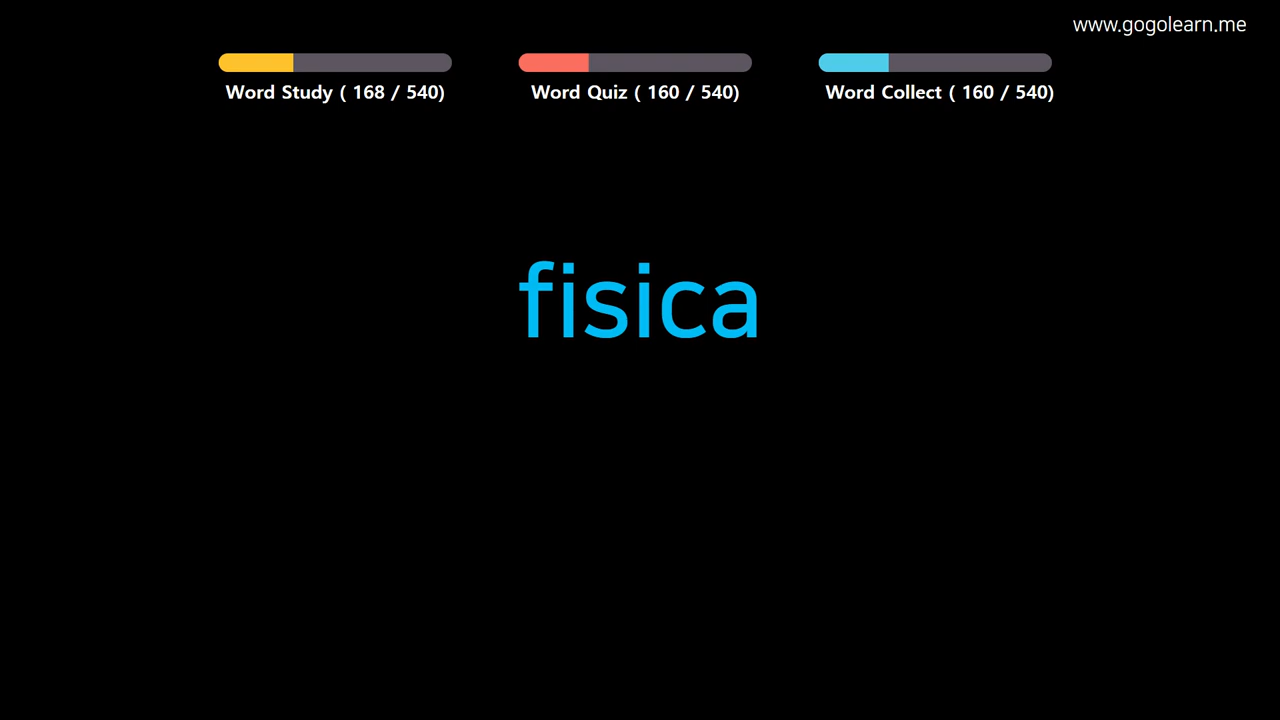 www.gogolearn.me
Word Study ( 168 / 540)
Word Quiz ( 160 / 540)
Word Collect ( 160 / 540)
fisica